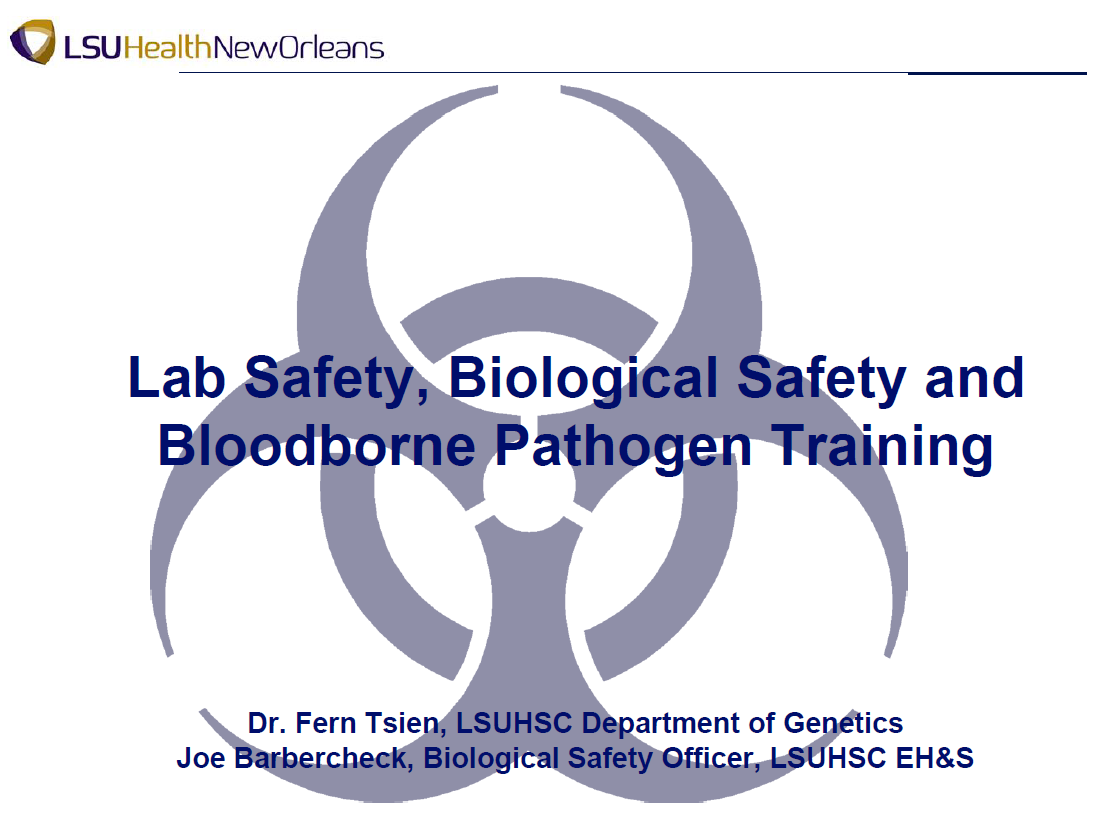 LSUHealthNewOrleans
Lab Safety, Biological Safety and
Bloodborne Pathogen Training
Dr. Fern Tsien, LSUHSC Department of Genetics
Joe Barbercheck, Biological Safety Officer, LSUHSC EH&S